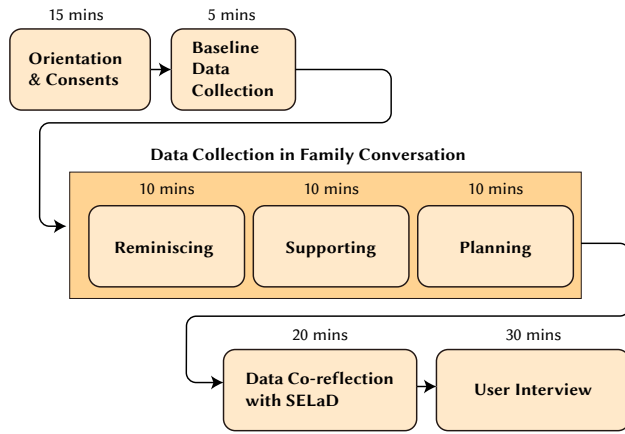 15 mins
5 mins
Orientation
& Consents
Baseline
Data
Collection
Data Collection in Family Conversation
10 mins
10 mins
10 mins
Reminiscing
Supporting
Planning
20 mins
30 mins
Data Co-reflection
with SELaD
User Interview